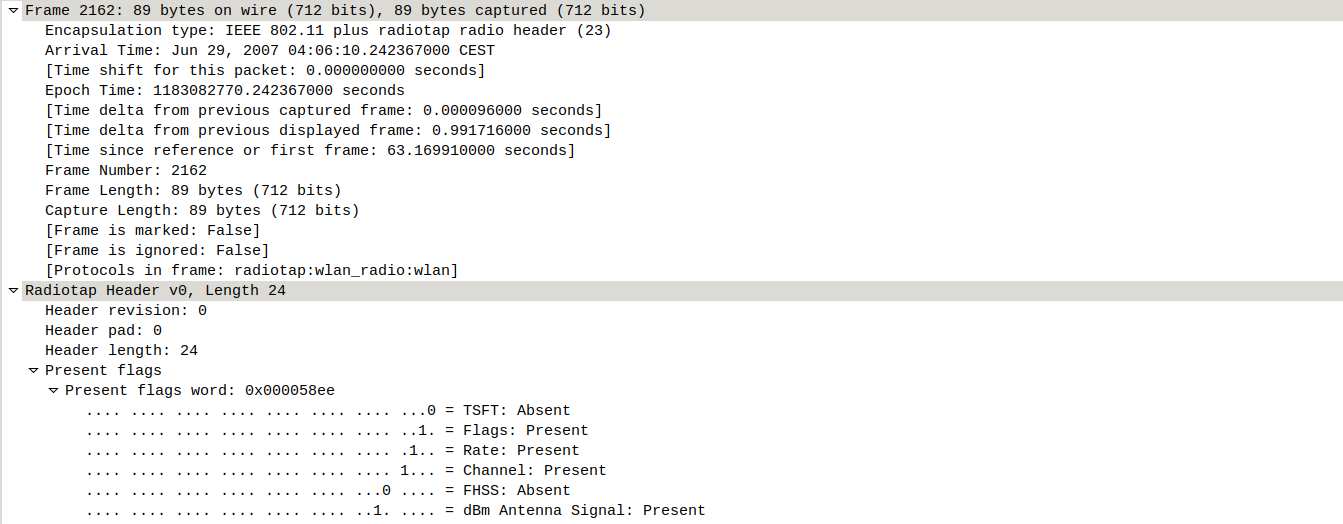 Frame 2162: 89 bytes on wire (712 bits), 89 bytes captured (712 bits)
Encapsulation type: IEEE 802.11 plus radiotap radio header (23)
Arrival Time: Jun 29, 2007 04:06:10.242367000 CEST
[Time shift for this packet: 0.000000000 seconds]
Epoch Time: 1183082770.242367000 seconds
[Time delta from previous captured frame: 0.000096000 seconds]
[Time delta from previous displayed frame: 0.991716000 seconds]
[Time since reference or first frame: 63.169910000 seconds]
Frame Number: 2162
Frame Length: 89 bytes (712 bits)
Capture Length: 89 bytes (712 bits)
[Frame is marked: False]
[Frame is ignored: False]
[Protocols in frame: radiotap:wlan_radio:wlan]
Radiotap Header v0, Length 24
Header revision: 0
Header pad: 0
Header length: 24
Present flags
Present flags word: 0x000058ee
.... .... .... .... .... .... .... ...0 = TSFT: Absent
.... .... .... .... .... .... .... ..1. = Flags: Present
.... .... .... .... .... .... .... .1.. = Rate: Present
.... .... .... .... .... .... .... 1... = Channel: Present
.... .... .... .... .... .... ...0 .... = FHSS: Absent
.... .... .... .... .... .... ..1. .... = dBm Antenna Signal: Present